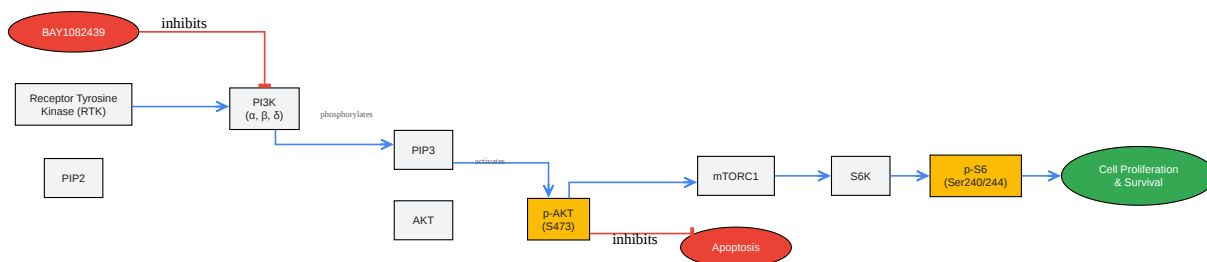 BAY1082439
inhibits
Receptor Tyrosine
Kinase (RTK)
PI3K
(α, β, δ)
phosphorylates
PIP2
PIP3
activates
AKT
p-AKT
(S473)
inhibits
mTORC1
S6K
p-S6
(Ser240/244)
Cell Proliferation
& Survival
Apoptosis